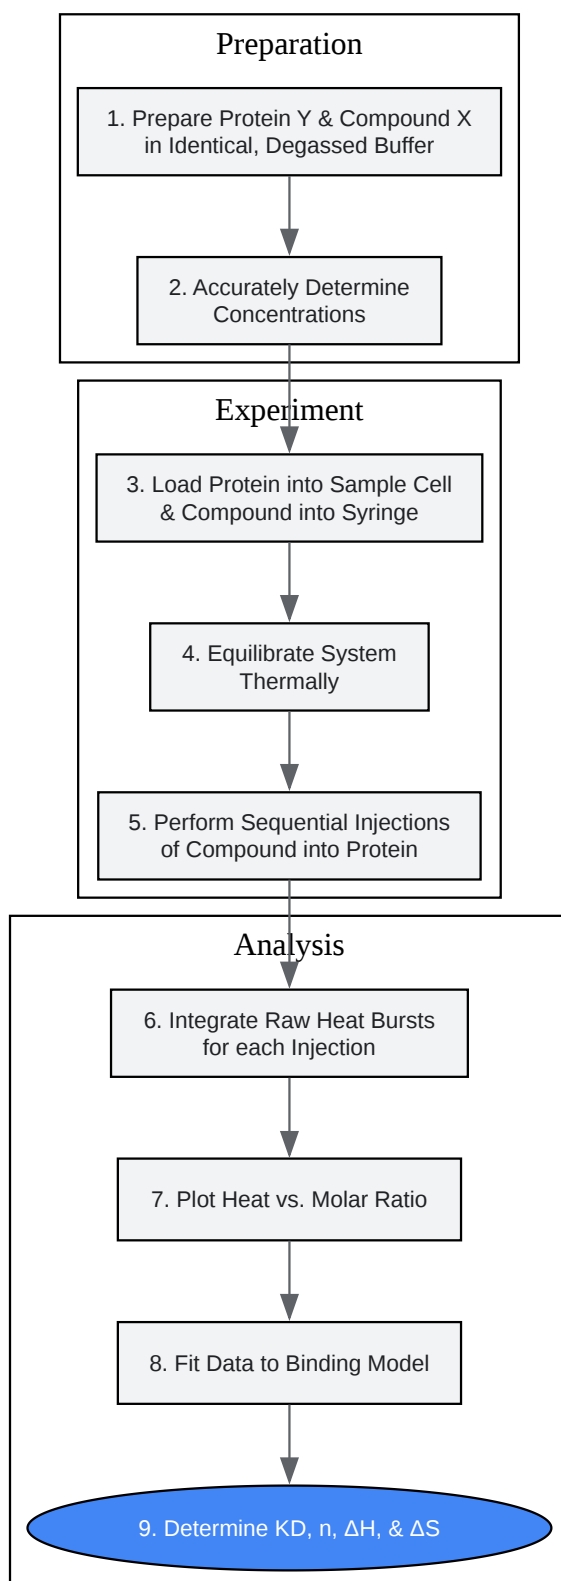 Preparation
1. Prepare Protein Y & Compound X
in Identical, Degassed Buffer
2. Accurately Determine
Concentrations
Experiment
3. Load Protein into Sample Cell
& Compound into Syringe
4. Equilibrate System
Thermally
5. Perform Sequential Injections
of Compound into Protein
Analysis
6. Integrate Raw Heat Bursts
for each Injection
7. Plot Heat vs. Molar Ratio
8. Fit Data to Binding Model
9. Determine KD, n, ΔH, & ΔS